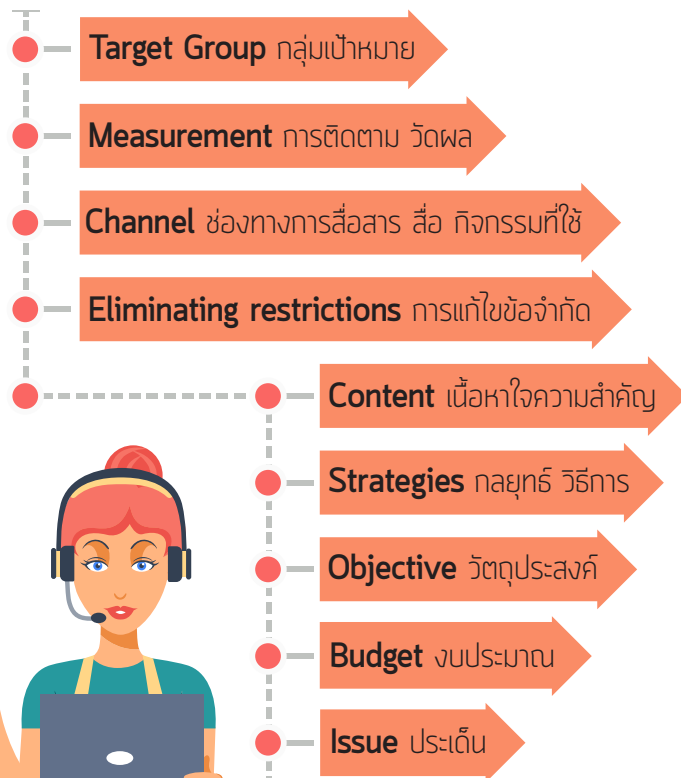 Target Group กลุ่มเป้าหมาย
Measurement การติดตาม วัดผล
Channel ช่องทางการสื่อสาร สื่อ กิจกรรมที่ใช้
Eliminating restrictions การแก้ไขข้อจำกัด
Content เนื้อหาใจความสำคัญ
Strategies กลยุทธ์ วิธีการ
Objective วัตถุประสงค์
Budget งบประมาณ
Issue ประเด็น